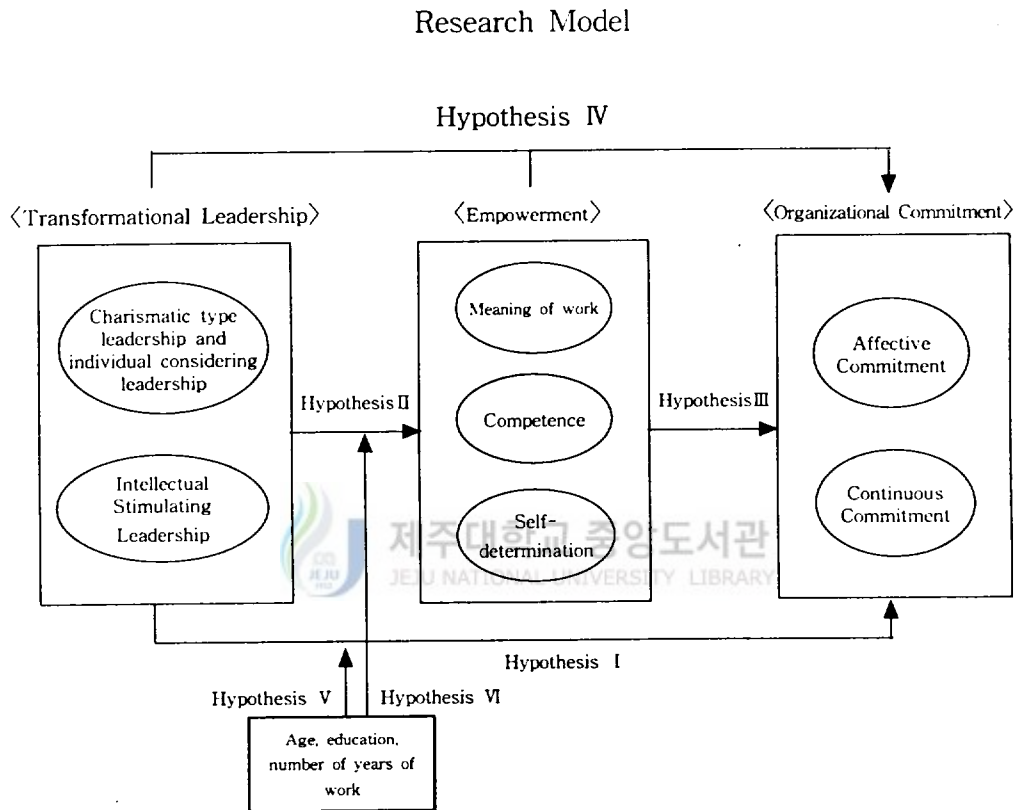 Research Model
Hypothesis Ⅳ
〈Transformational Leadership〉
〈Empowerment〉
〈Organizational Commitment〉
Charismatic type
leadership and
individual considering
leadership
Intellectual
Stimulating
Leadership
Hypothesis Ⅱ
Meaning of work
Competence
Self-
determination
Hypothesis Ⅲ
Affective
Commitment
Continuous
Commitment
제주대학교 중앙도서관
JEJU NATIONAL UNIVERSITY LIBRARY
JEJU
1952
Hypothesis Ⅰ
Hypothesis Ⅴ
Hypothesis Ⅵ
Age, education,
number of years of
work